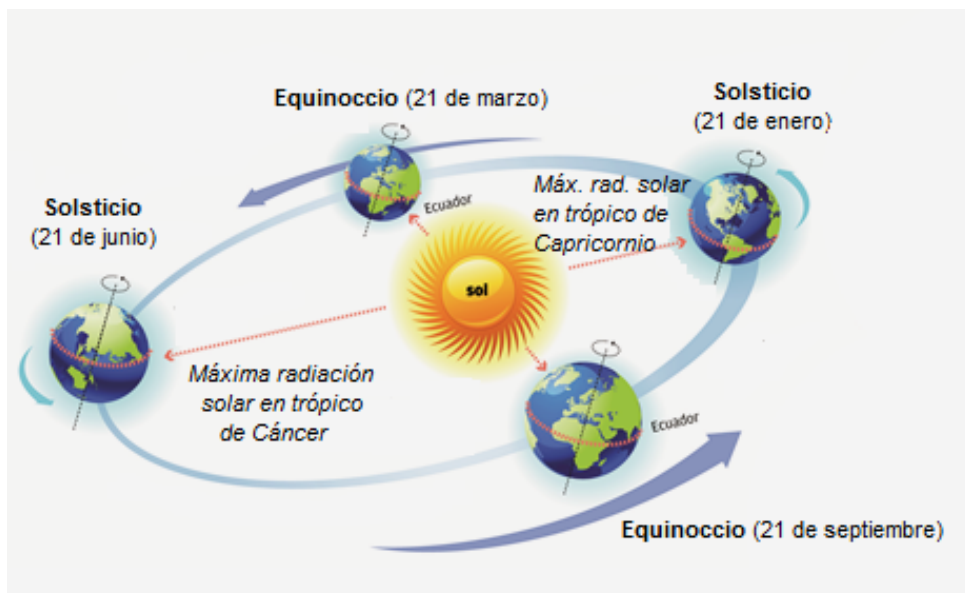 Equinoccio (21 de marzo)
Solsticio
(21 de enero)
Solsticio
(21 de junio)
Ecuador
Máx. rad. solar
en trópico de
Capricornio
sol
Máxima radiación
solar en trópico
de Cáncer
Ecuador
Equinoccio (21 de septiembre)